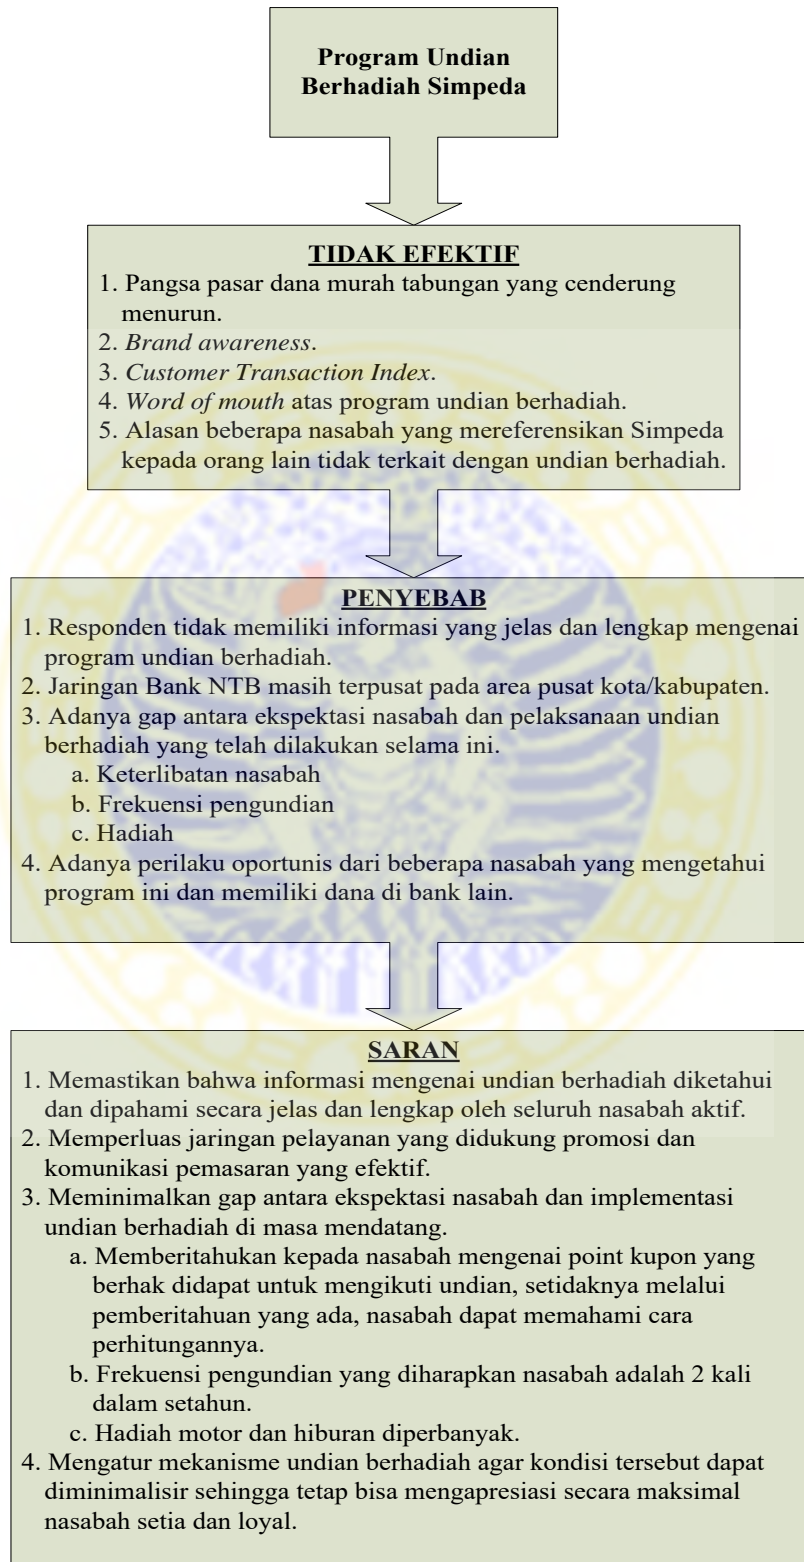 Program Undian
Berhadiah Simpeda
TIDAK EFEKTIF
1. Pangsa pasar dana murah tabungan yang cenderung
menurun.
2. Brand awareness.
3. Customer Transaction Index.
4. Word of mouth atas program undian berhadiah.
5. Alasan beberapa nasabah yang mereferensikan Simpeda
kepada orang lain tidak terkait dengan undian berhadiah.
PENYEBAB
1. Responden tidak memiliki informasi yang jelas dan lengkap mengenai
program undian berhadiah.
2. Jaringan Bank NTB masih terpusat pada area pusat kota/kabupaten.
3. Adanya gap antara ekspektasi nasabah dan pelaksanaan undian
berhadiah yang telah dilakukan selama ini.
a. Keterlibatan nasabah
b. Frekuensi pengundian
c. Hadiah
4. Adanya perilaku oportunis dari beberapa nasabah yang mengetahui
program ini dan memiliki dana di bank lain.
SARAN
1. Memastikan bahwa informasi mengenai undian berhadiah diketahui
dan dipahami secara jelas dan lengkap oleh seluruh nasabah aktif.
2. Memperluas jaringan pelayanan yang didukung promosi dan
komunikasi pemasaran yang efektif.
3. Meminimalkan gap antara ekspektasi nasabah dan implementasi
undian berhadiah di masa mendatang.
a. Memberitahukan kepada nasabah mengenai point kupon yang
berhak didapat untuk mengikuti undian, setidaknya melalui
pemberitahuan yang ada, nasabah dapat memahami cara
perhitungannya.
b. Frekuensi pengundian yang diharapkan nasabah adalah 2 kali
dalam setahun.
c. Hadiah motor dan hiburan diperbanyak.
4. Mengatur mekanisme undian berhadiah agar kondisi tersebut dapat
diminimalisir sehingga tetap bisa mengapresiasi secara maksimal
nasabah setia dan loyal.